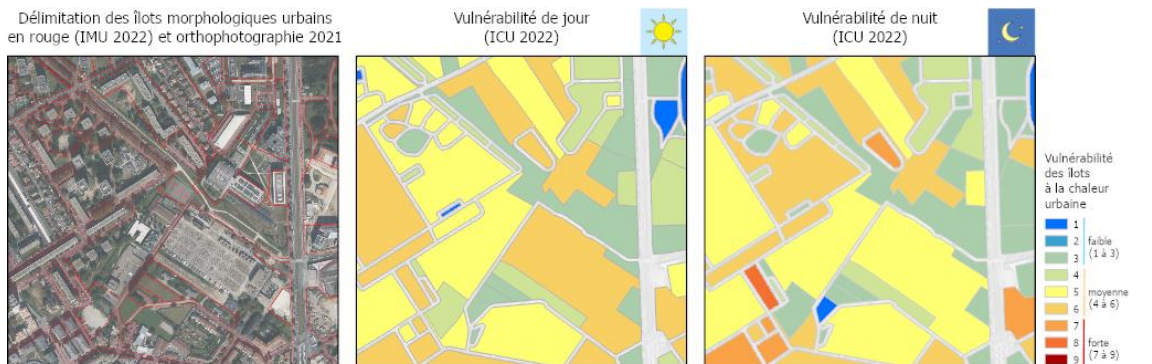 Délimitation des îlots morphologiques urbains
en rouge (IMU 2022) et orthophotographie 2021
Vulnérabilité de jour
(ICU 2022)
Vulnérabilité de nuit
(ICU 2022)
Vulnérabilité
des îlots
à la chaleur
urbaine
1
2
3
faible
(1 à 3)
4
5
6
moyenne
(4 à 6)
7
8
9
forte
(7 à 9)